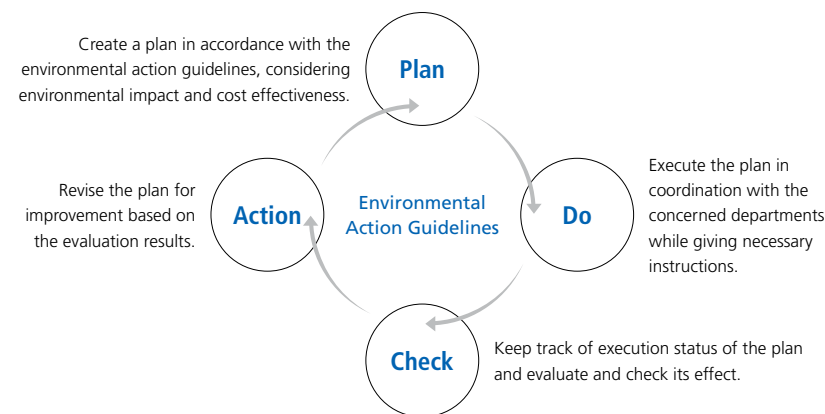 Create a plan in accordance with the
environmental action guidelines, considering
environmental impact and cost effectiveness.
Plan
Execute the plan in
coordination with the
concerned departments
while giving necessary
instructions.
Do
Revise the plan for
improvement based on
the evaluation results.
Action
Environmental
Action Guidelines
Check
Keep track of execution status of the plan
and evaluate and check its effect.